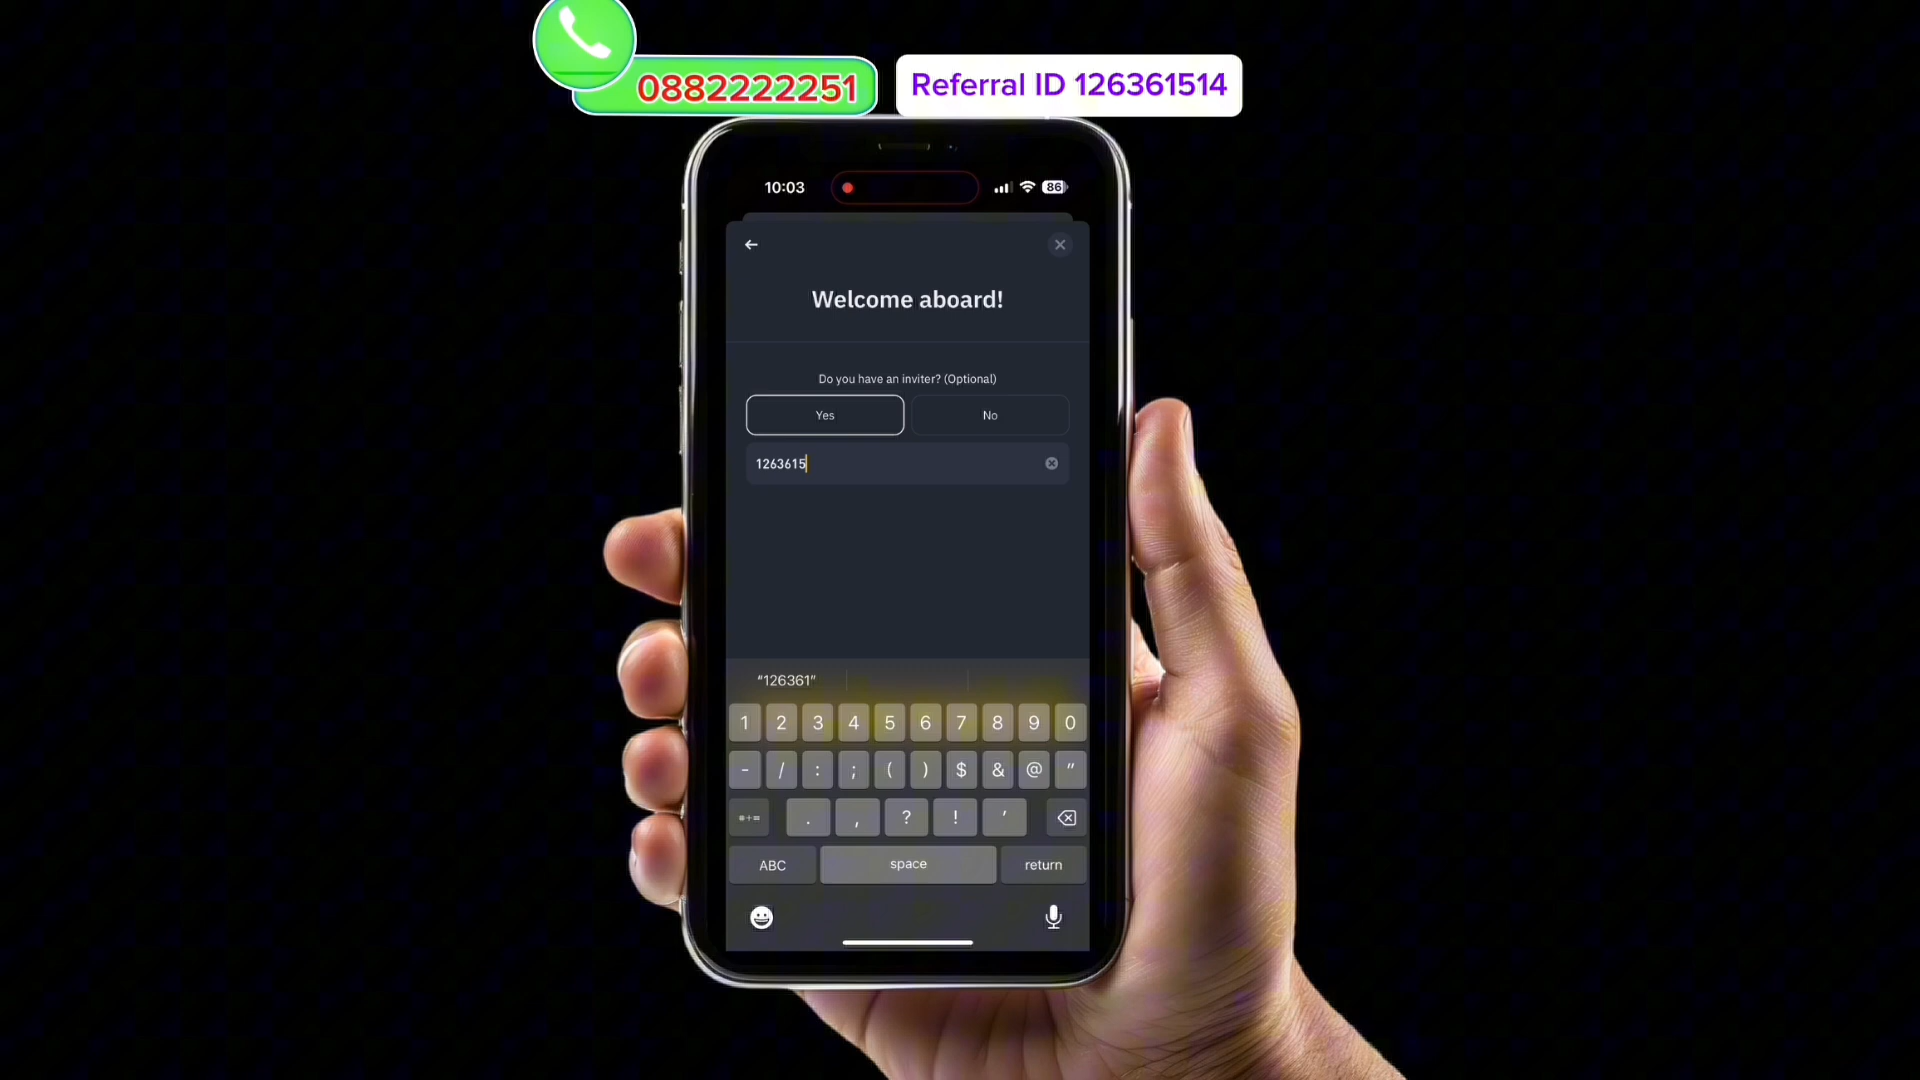 0882222251
Referral ID 126361514
10:03
86
Welcome aboard!
Do you have an inviter? (Optional)
Yes
No
1263615
“126361”
1 2 3 4 5 6 7 8 9 0
- / : ; ( ) $ & @ "
#+= . , ? ! '
ABC space return